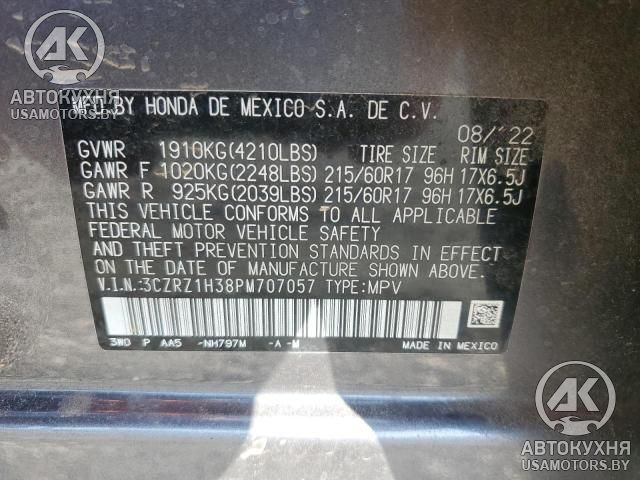 АК
АВТОКУХНЯ
USAMOTORS.BY
MFD BY HONDA DE MEXICO S.A. DE C.V.
08/'22
GVWR 1910KG(4210LBS) TIRE SIZE RIM SIZE
GAWR F 1020KG(2248LBS) 215/60R17 96H 17X6.5J
GAWR R 925KG(2039LBS) 215/60R17 96H 17X6.5J
THIS VEHICLE CONFORMS TO ALL APPLICABLE
FEDERAL MOTOR VEHICLE SAFETY
AND THEFT PREVENTION STANDARDS IN EFFECT
ON THE DATE OF MANUFACTURE SHOWN ABOVE.
V.I.N.:3CZRZ1H38PM707057 TYPE:MPV
3W0 P AA5 -NH797M -A-M
MADE IN MEXICO
АК
АВТОКУХНЯ
USAMOTORS.BY